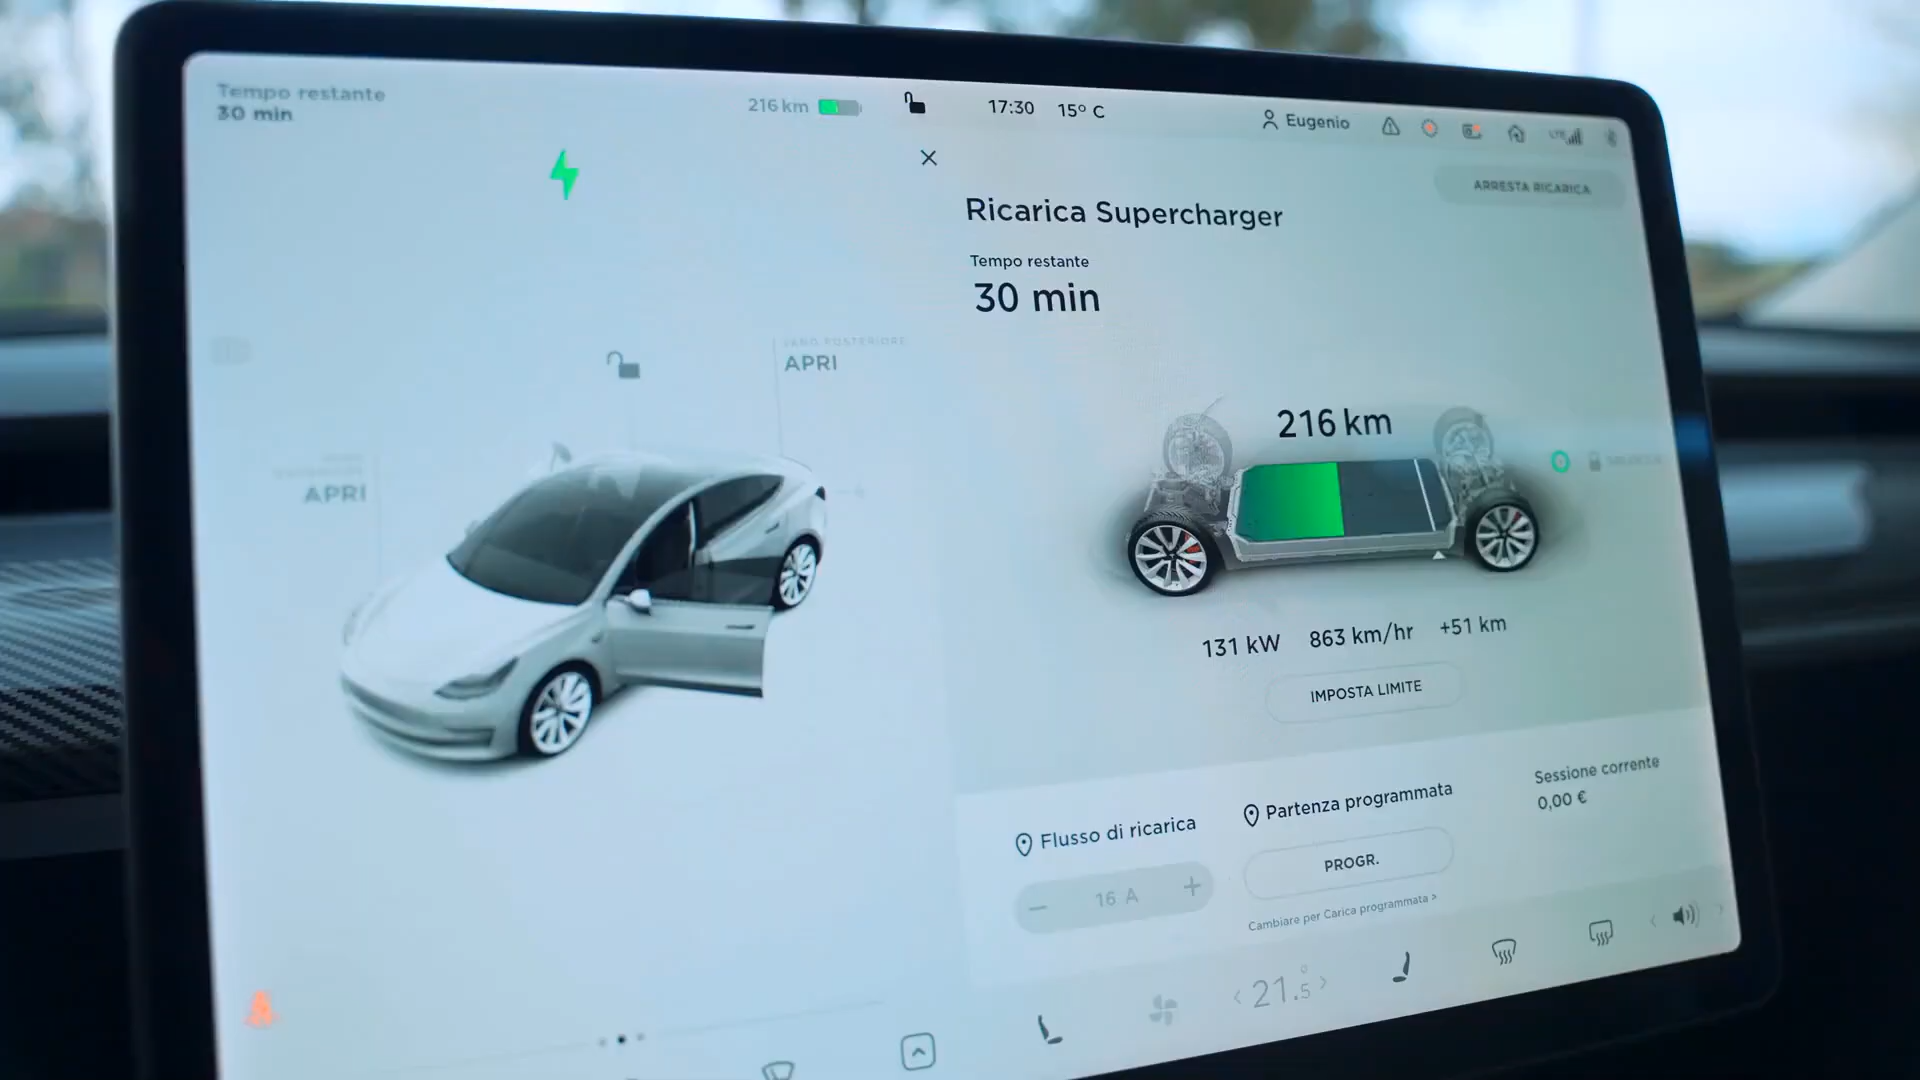 Tempo restante
30 min
216 km
17:30 15° C
Eugenio
LTE
ARRESTA RICARICA
Ricarica Supercharger
Tempo restante
30 min
APRI
APRI
216 km
131 kW 863 km/hr +51 km
IMPOSTA LIMITE
Flusso di ricarica
16 A
Partenza programmata
PROGR.
Cambiare per Carica programmata >
Sessione corrente
0,00 €
21.5°